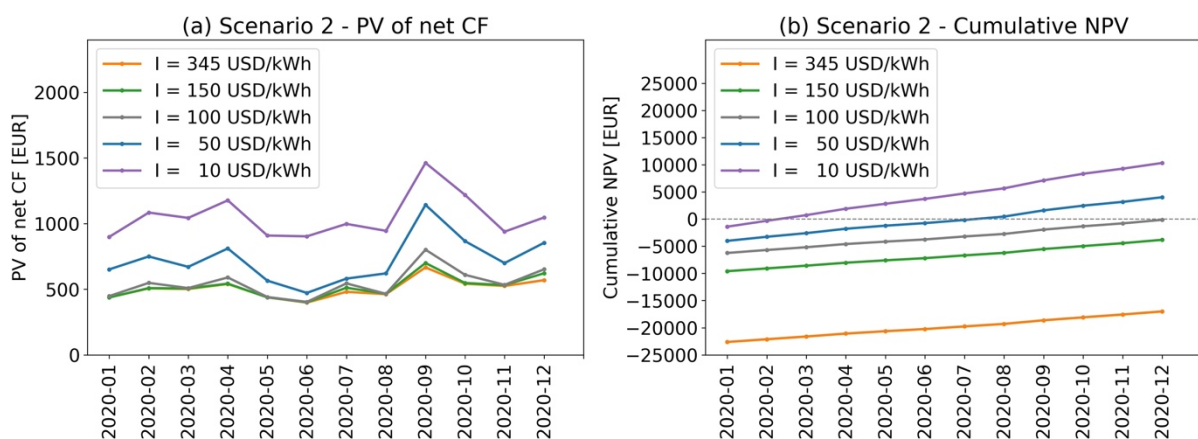 (a) Scenario 2 - PV of net CF
PV of net CF [EUR]
2000
1500
1000
500
0
I = 345 USD/kWh
I = 150 USD/kWh
I = 100 USD/kWh
I = 50 USD/kWh
I = 10 USD/kWh
2020-01
2020-02
2020-03
2020-04
2020-05
2020-06
2020-07
2020-08
2020-09
2020-10
2020-11
2020-12
(b) Scenario 2 - Cumulative NPV
Cumulative NPV [EUR]
25000
20000
15000
10000
5000
0
−5000
−10000
−15000
−20000
−25000
I = 345 USD/kWh
I = 150 USD/kWh
I = 100 USD/kWh
I = 50 USD/kWh
I = 10 USD/kWh
2020-01
2020-02
2020-03
2020-04
2020-05
2020-06
2020-07
2020-08
2020-09
2020-10
2020-11
2020-12